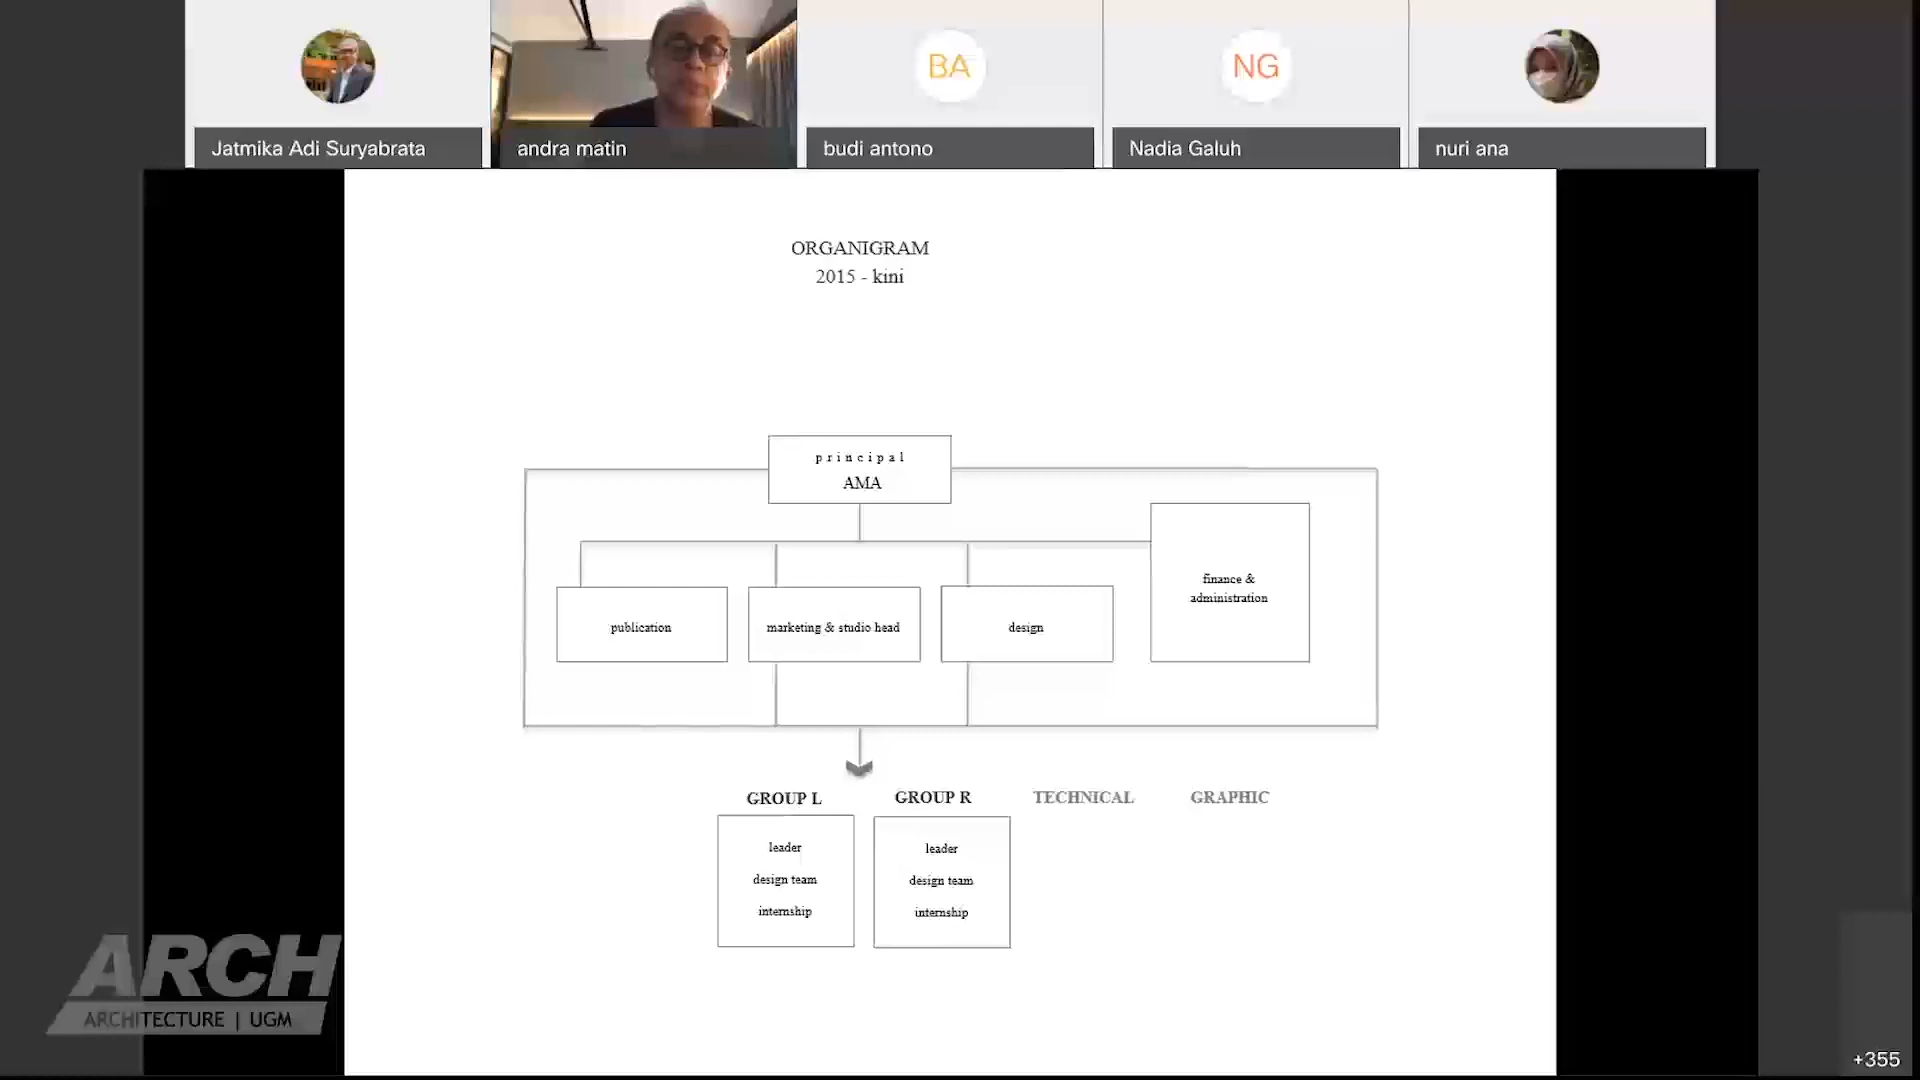 BA
NG
Jatmika Adi Suryabrata
andra matin
budi antono
Nadia Galuh
nuri ana
ORGANIGRAM
2015 - kini
principal
AMA
publication
marketing & studio head
design
finance &
administration
GROUP L
GROUP R
TECHNICAL
GRAPHIC
leader
design team
internship
leader
design team
internship
ARCH
ARCHITECTURE | UGM
+355